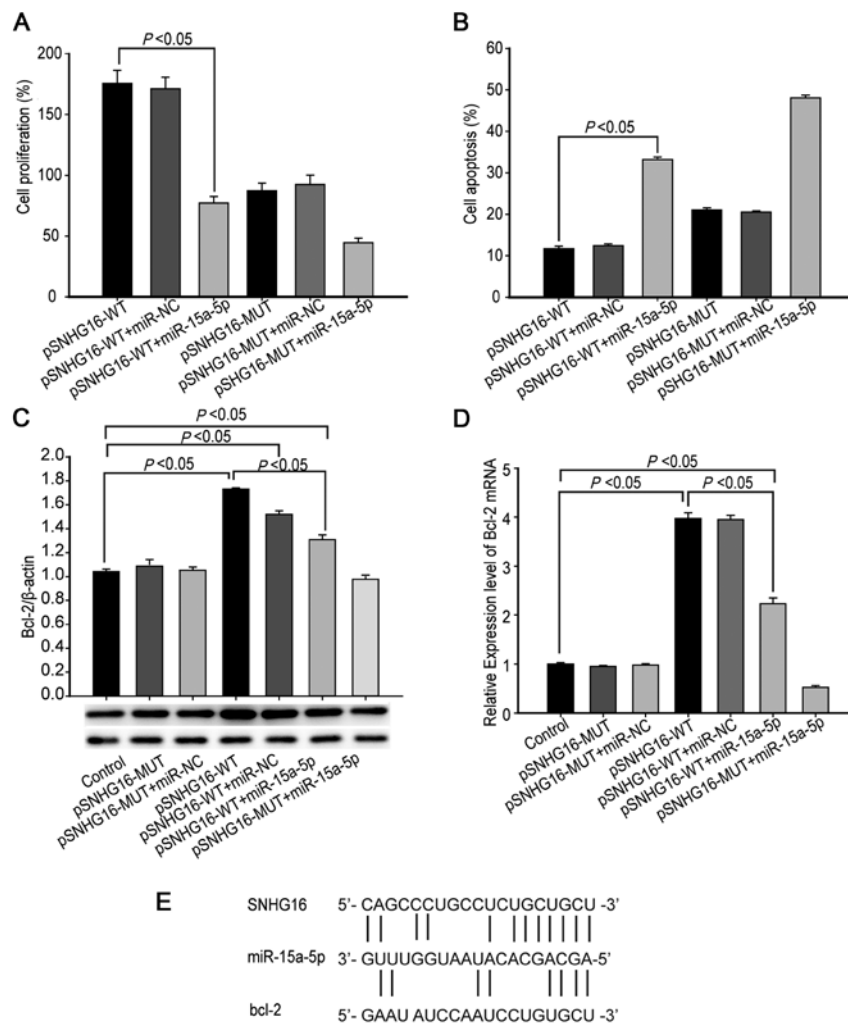 A
P <0.05
Cell proliferation (%)
200
150
100
50
0
pSNHG16-WT
pSNHG16-WT+miR-NC
pSNHG16-WT+miR-15a-5p
pSNHG16-MUT
pSNHG16-MUT+miR-NC
pSHG16-MUT+miR-15a-5p
B
P <0.05
Cell apoptosis (%)
60
50
40
30
20
10
0
pSNHG16-WT
pSNHG16-WT+miR-NC
pSNHG16-WT+miR-15a-5p
pSNHG16-MUT
pSNHG16-MUT+miR-NC
pSHG16-MUT+miR-15a-5p
C
P <0.05
P <0.05
P <0.05
P <0.05
Bcl-2/β-actin
2.0
1.8
1.6
1.4
1.2
1.0
0.8
0.6
0.4
0.2
0.0
Control
pSNHG16-MUT
pSNHG16-MUT+miR-NC
pSNHG16-WT
pSNHG16-WT+miR-NC
pSNHG16-WT+miR-15a-5p
pSNHG16-MUT+miR-15a-5p
D
P <0.05
P <0.05
P <0.05
Relative Expression level of Bcl-2 mRNA
5
4
3
2
1
0
Control
pSNHG16-MUT
pSNHG16-MUT+miR-NC
pSNHG16-WT
pSNHG16-WT+miR-NC
pSNHG16-WT+miR-15a-5p
pSNHG16-MUT+miR-15a-5p
E
SNHG16 5'- CAGCCCUGCCUCUGCUGCU -3'
miR-15a-5p 3'- GUUUGGUAAUACACGACGA-5'
bcl-2 5'- GAAU AUCCAAUCCUGUGCU -3'